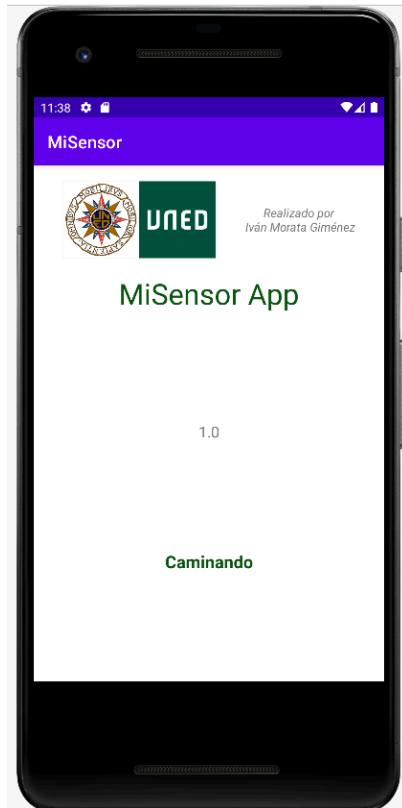 11:38
MiSensor
UNED
Realizado por
Iván Morata Giménez
MiSensor App
1.0
Caminando